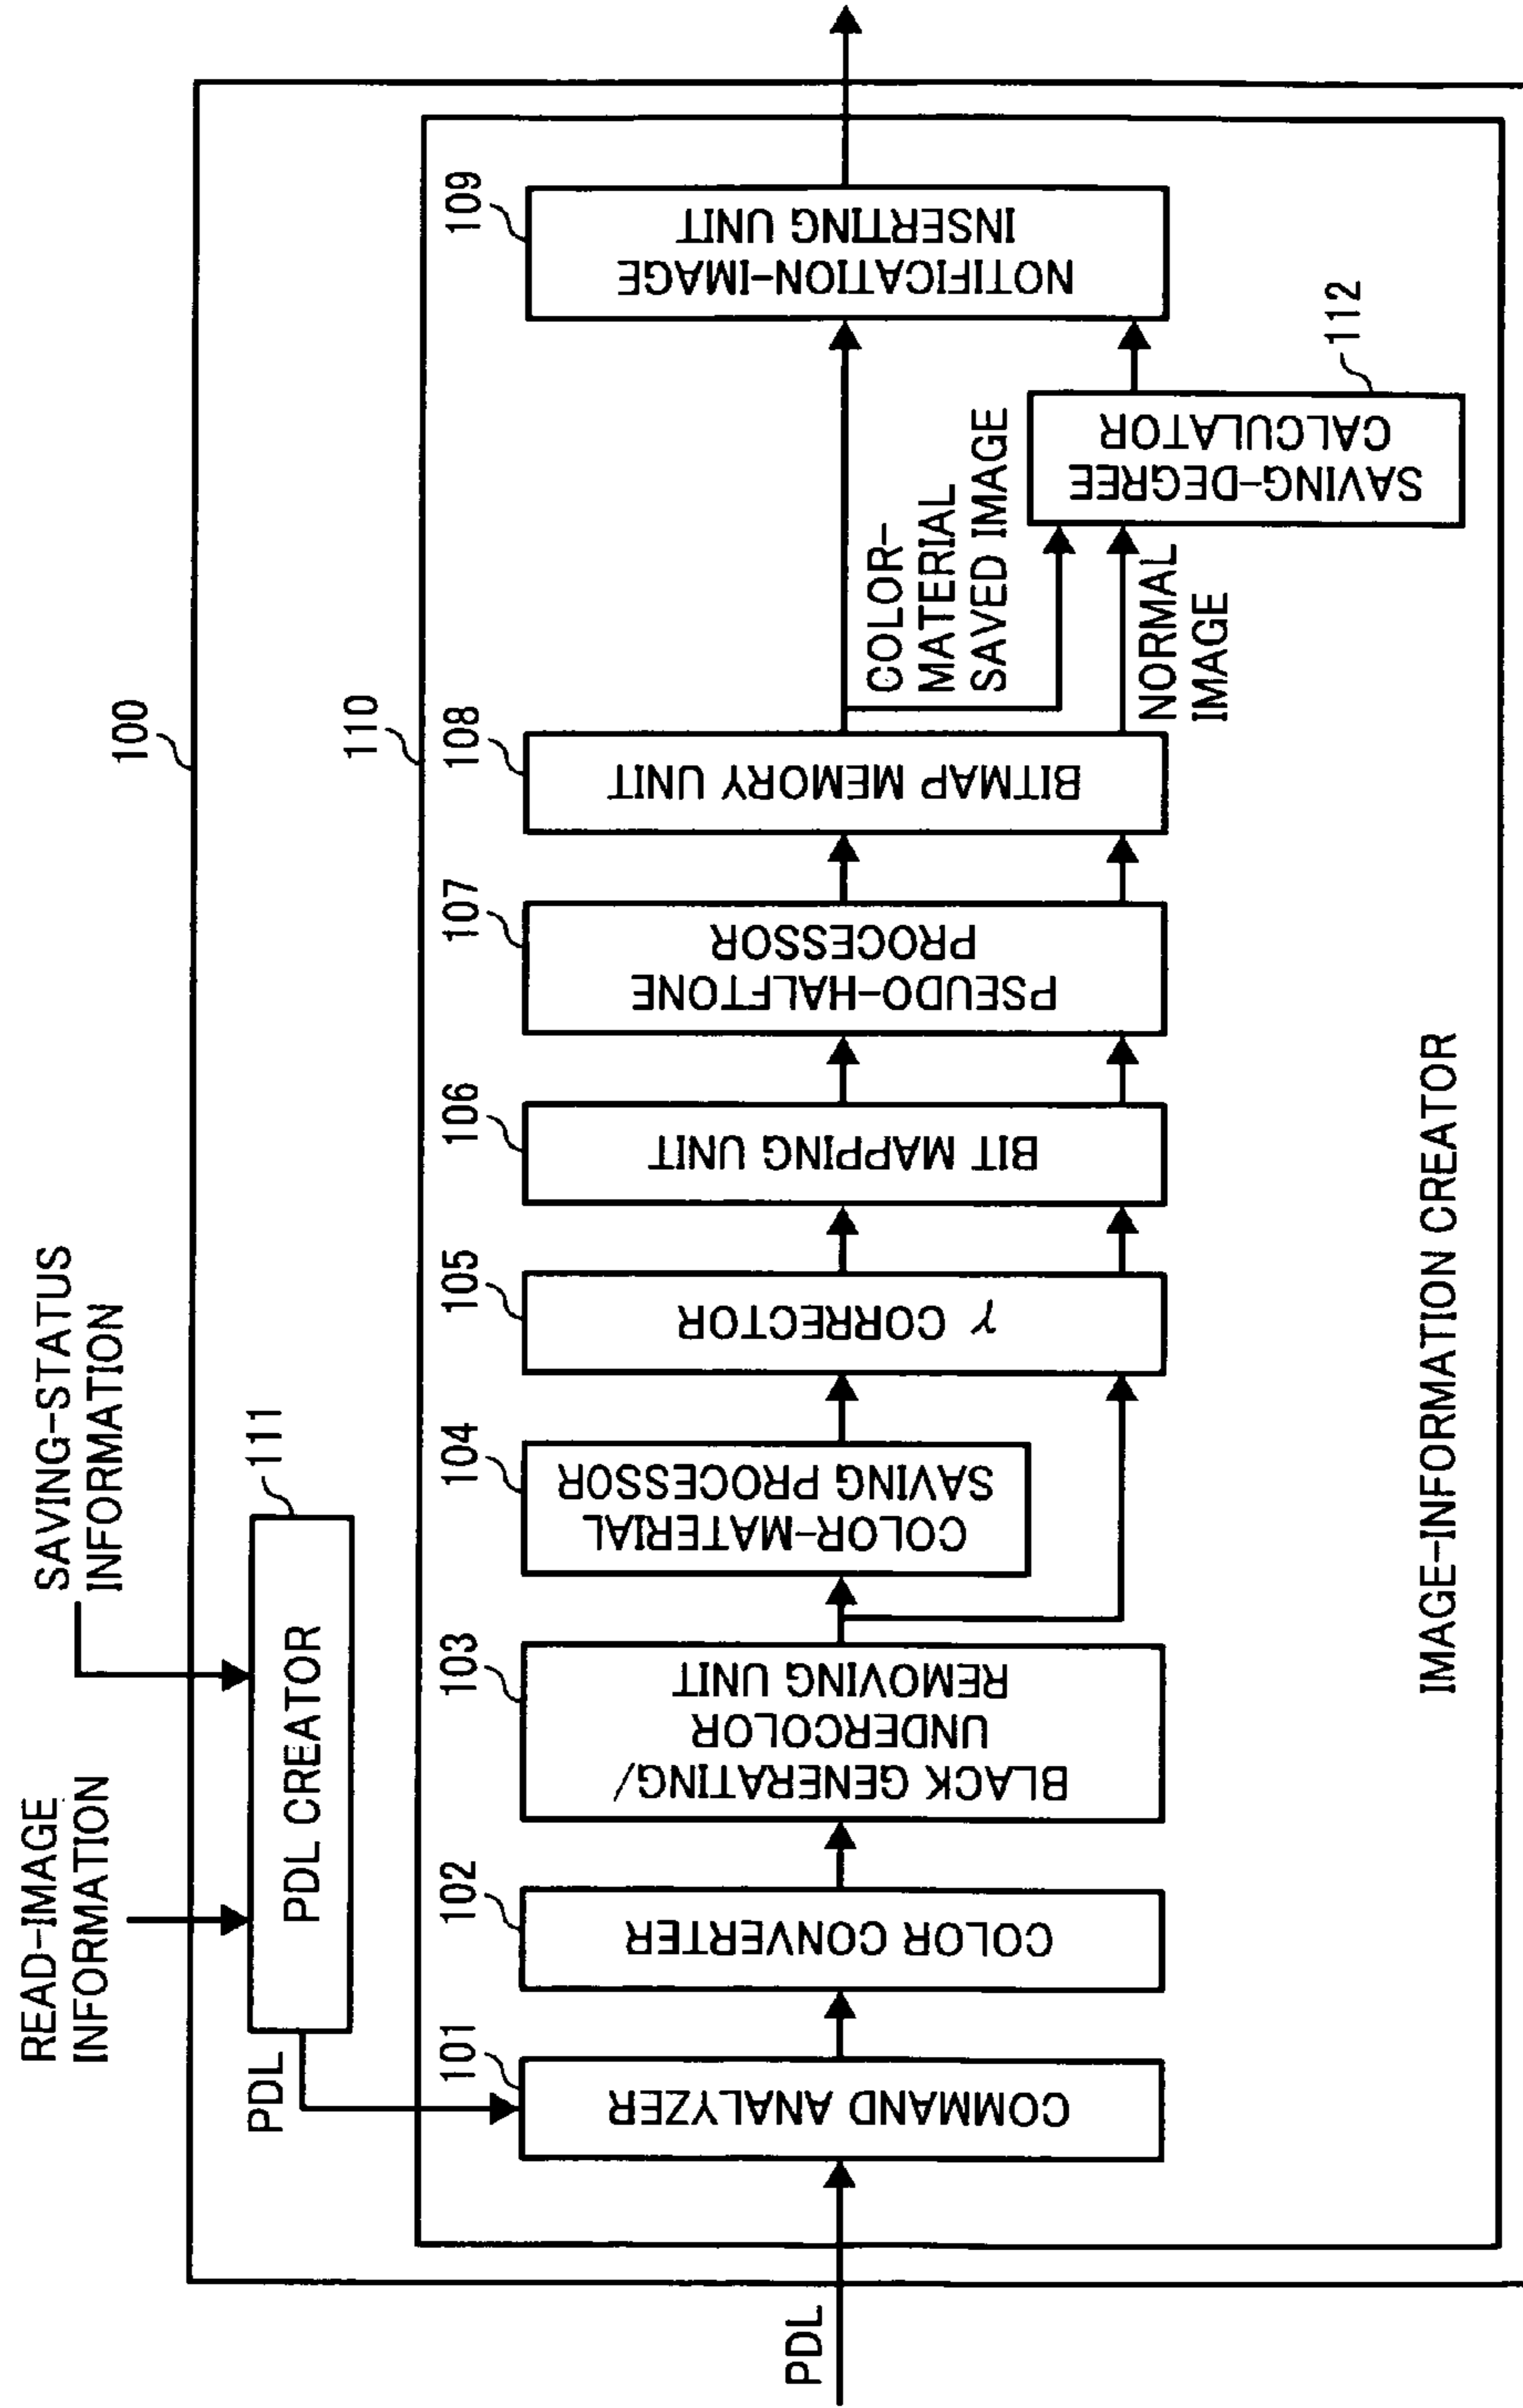 READ-IMAGE
INFORMATION
SAVING-STATUS
INFORMATION
100
PDL CREATOR
111
PDL
110
PDL
101
COMMAND ANALYZER
102
COLOR CONVERTER
103
BLACK GENERATING/
UNDERCOLOR
REMOVING UNIT
104
COLOR-MATERIAL
SAVING PROCESSOR
105
γ CORRECTOR
106
BIT MAPPING UNIT
107
PSEUDO-HALFTONE
PROCESSOR
108
BITMAP MEMORY UNIT
COLOR-
MATERIAL
SAVED IMAGE
NORMAL
IMAGE
109
NOTIFICATION-IMAGE
INSERTING UNIT
112
SAVING-DEGREE
CALCULATOR
IMAGE-INFORMATION CREATOR